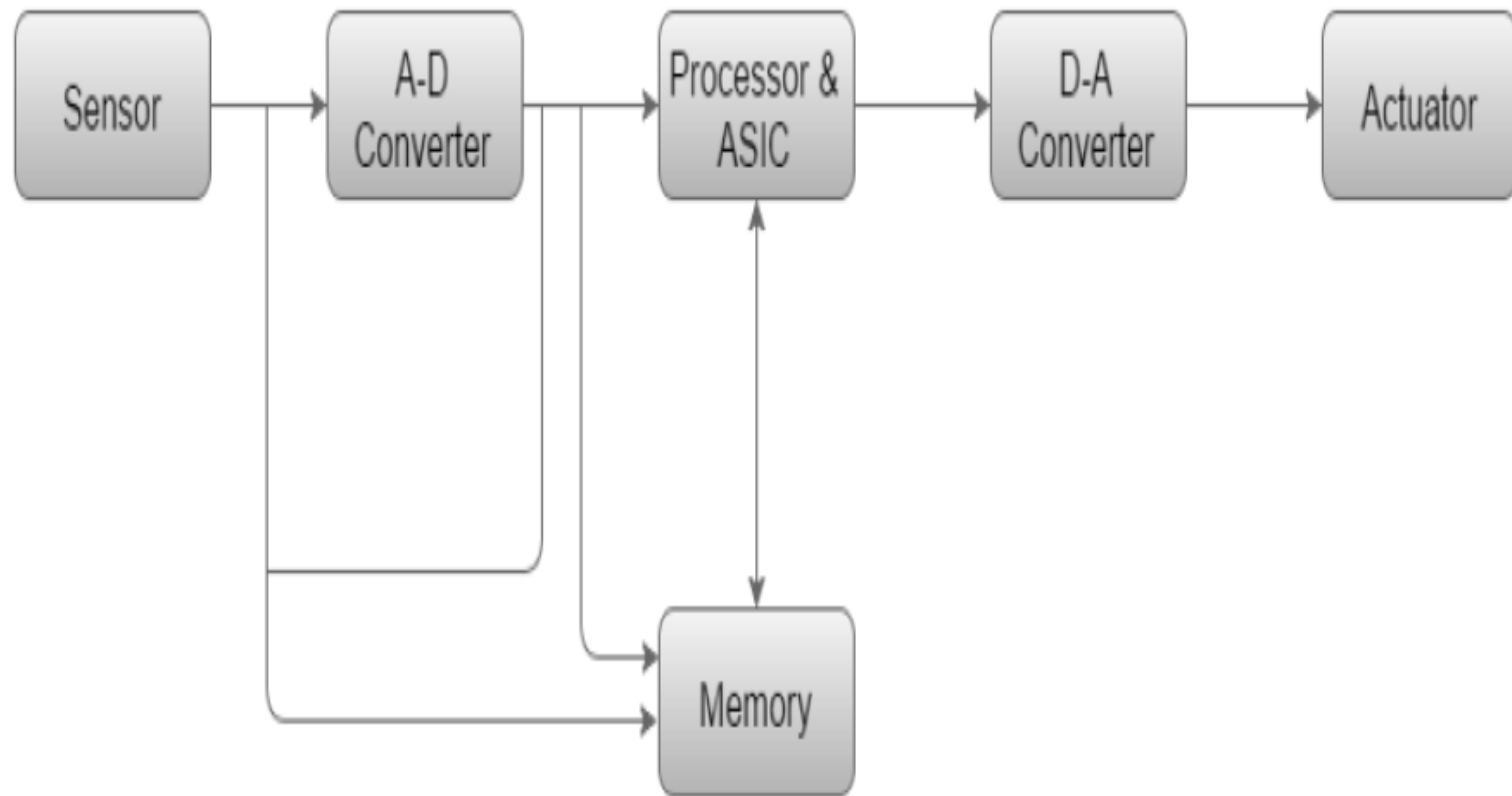 Sensor
A-D
Converter
Processor &
ASIC
D-A
Converter
Actuator
Memory